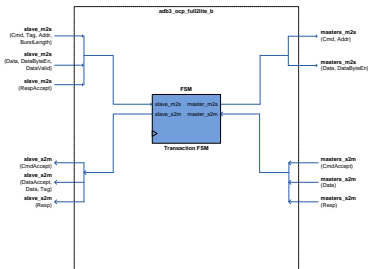 adb3_ocp_full2lite_b
slave_m2s
(Cmd, Tag, Addr,
BurstLength)
slave_m2s
(Data, DataByteEn,
DataValid)
slave_m2s
(RespAccept)
masters_m2s
(Cmd, Addr)
masters_m2s
(Data, DataByteEn)
FSM
slave_m2s master_m2s
slave_s2m master_s2m
Transaction FSM
slave_s2m
(CmdAccept)
slave_s2m
(DataAccept,
Data, Tag)
slave_s2m
(Resp)
masters_s2m
(CmdAccept)
masters_s2m
(Data)
masters_s2m
(Resp)